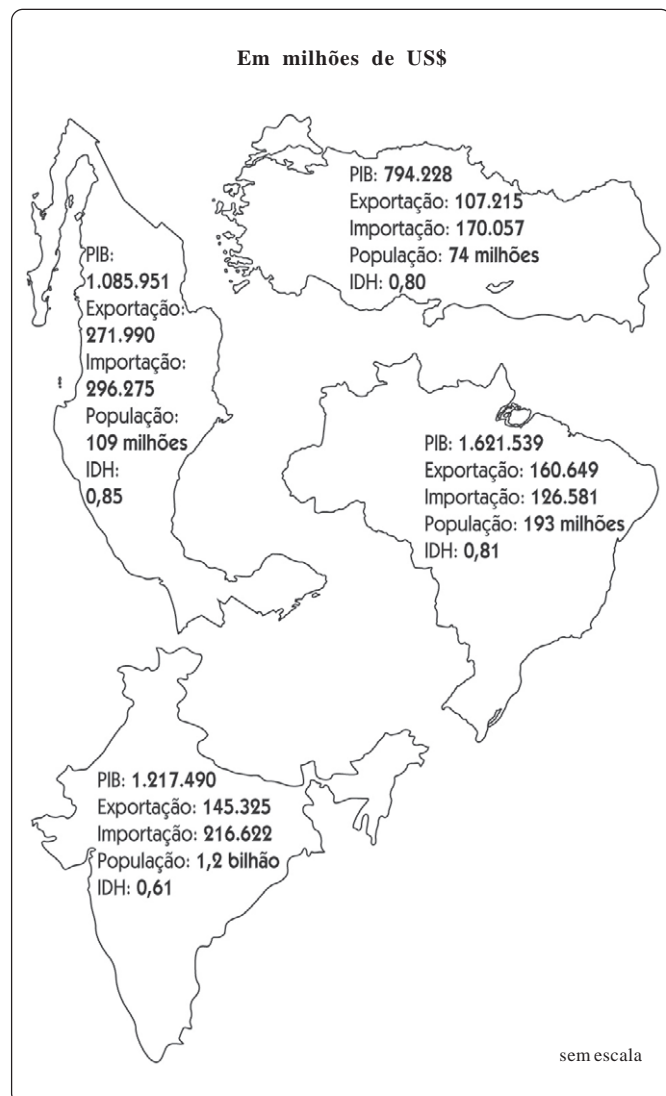 Em milhões de US$
PIB: 794.228
Exportação: 107.215
Importação: 170.057
População: 74 milhões
IDH: 0,80
PIB:
1.085.951
Exportação:
271.990
Importação:
296.275
População:
109 milhões
IDH:
0,85
PIB: 1.621.539
Exportação: 160.649
Importação: 126.581
População: 193 milhões
IDH: 0,81
PIB: 1.217.490
Exportação: 145.325
Importação: 216.622
População: 1,2 bilhão
IDH: 0,61
sem escala